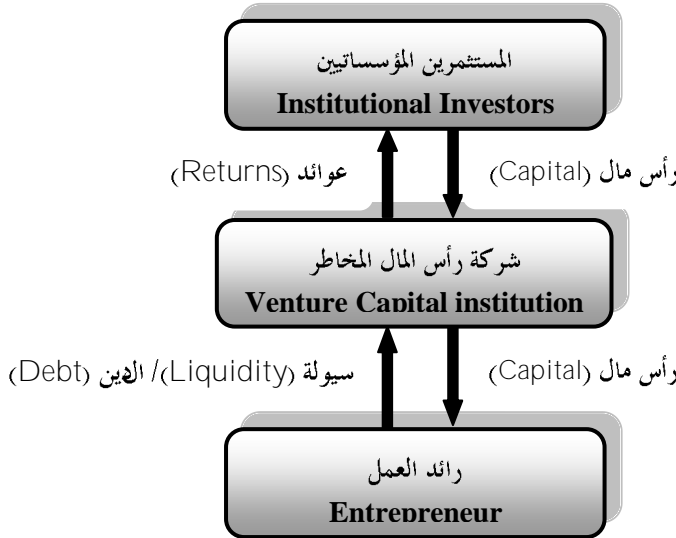 المستثمرين المؤسساتيين
Institutional Investors
رأس مال (Capital)
عوائد (Returns)
شركة رأس المال المخاطر
Venture Capital institution
رأس مال (Capital)
سيولة (Liquidity)/ الدين (Debt)
رائد العمل
Entrepreneur